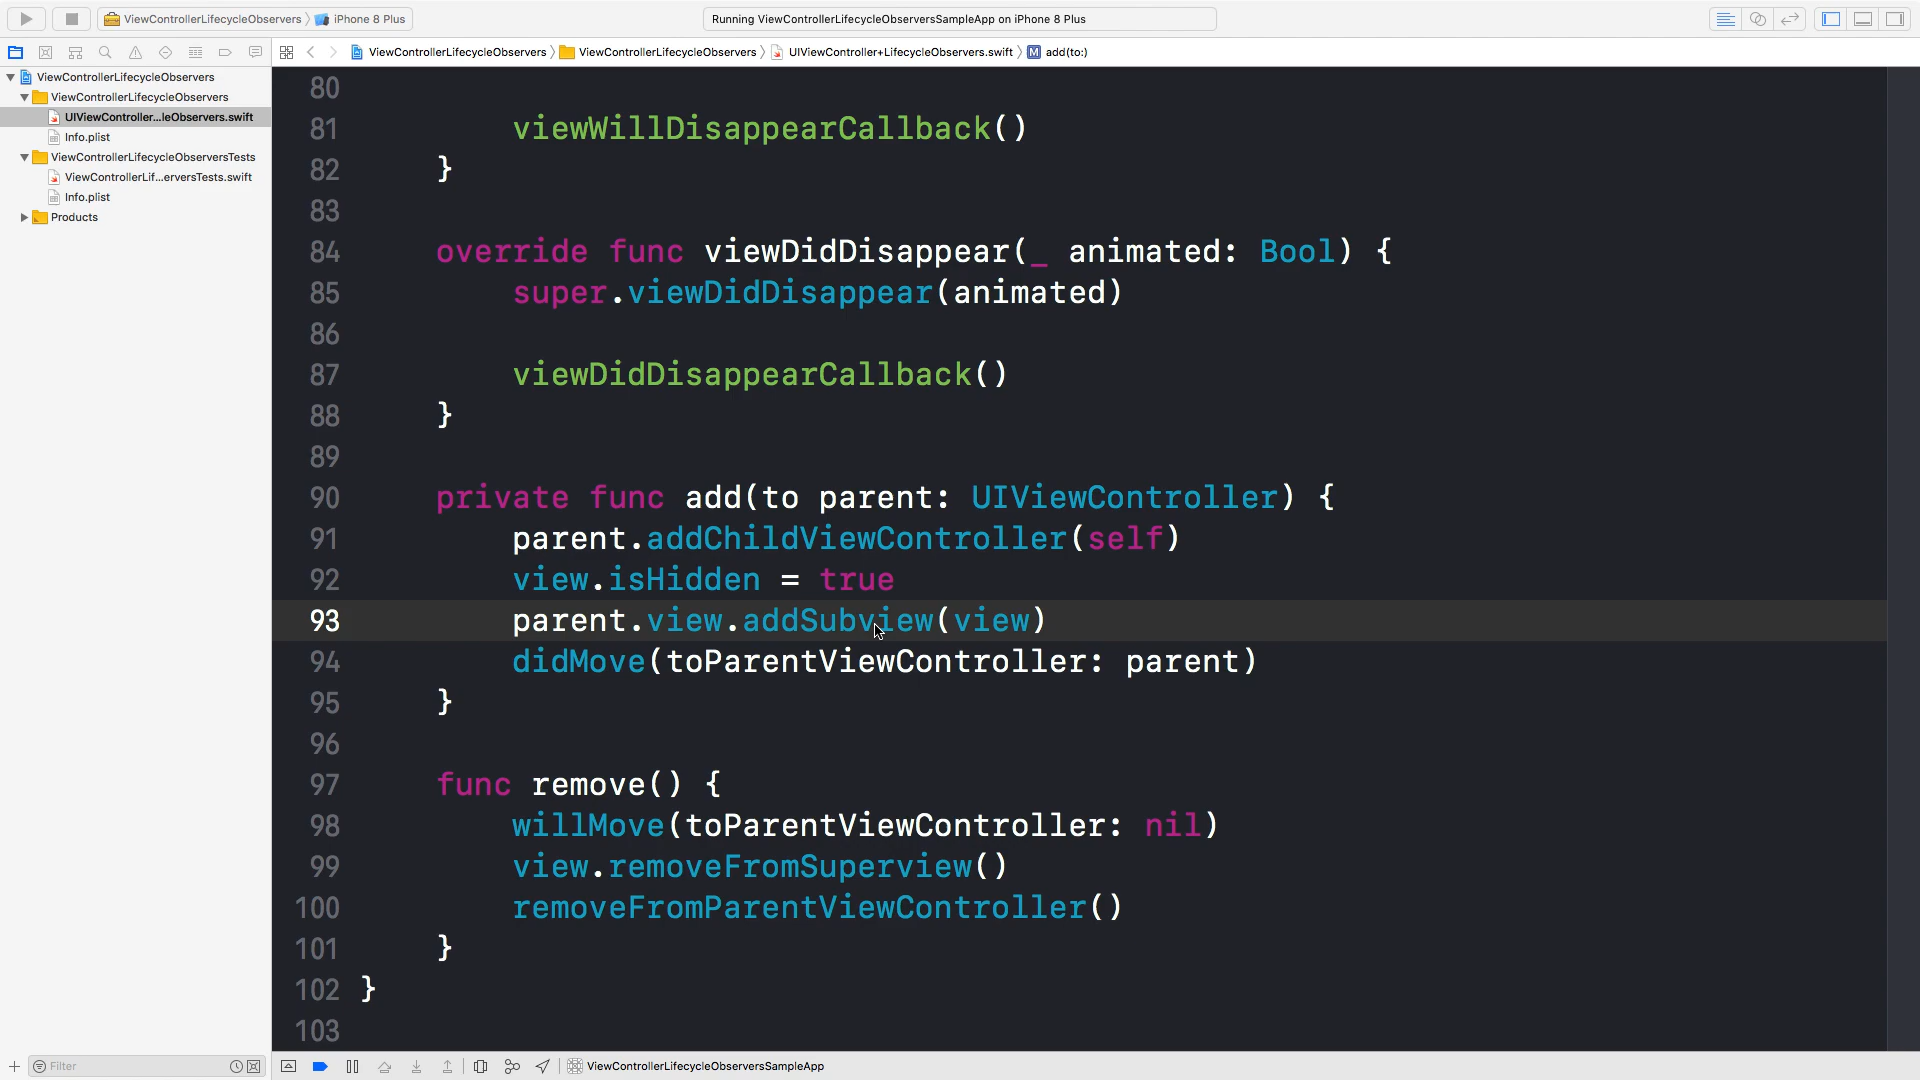 ViewControllerLifecycleObservers iPhone 8 Plus
Running ViewControllerLifecycleObserversSampleApp on iPhone 8 Plus
ViewControllerLifecycleObservers ViewControllerLifecycleObservers UIViewController+LifecycleObservers.swift M add(to:)
ViewControllerLifecycleObservers
ViewControllerLifecycleObservers
UIViewController...leObservers.swift
Info.plist
ViewControllerLifecycleObserversTests
ViewControllerLif...erversTests.swift
Info.plist
Products
80
81 viewWillDisappearCallback()
82 }
83
84 override func viewDidDisappear(_ animated: Bool) {
85 super.viewDidDisappear(animated)
86
87 viewDidDisappearCallback()
88 }
89
90 private func add(to parent: UIViewController) {
91 parent.addChildViewController(self)
92 view.isHidden = true
93 parent.view.addSubview(view)
94 didMove(toParentViewController: parent)
95 }
96
97 func remove() {
98 willMove(toParentViewController: nil)
99 view.removeFromSuperview()
100 removeFromParentViewController()
101 }
102 }
103
Filter
ViewControllerLifecycleObserversSampleApp